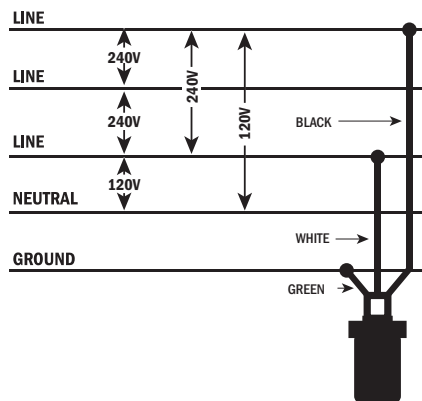 LINE
240V
LINE
240V
240V
120V
BLACK
LINE
120V
NEUTRAL
WHITE
GROUND
GREEN